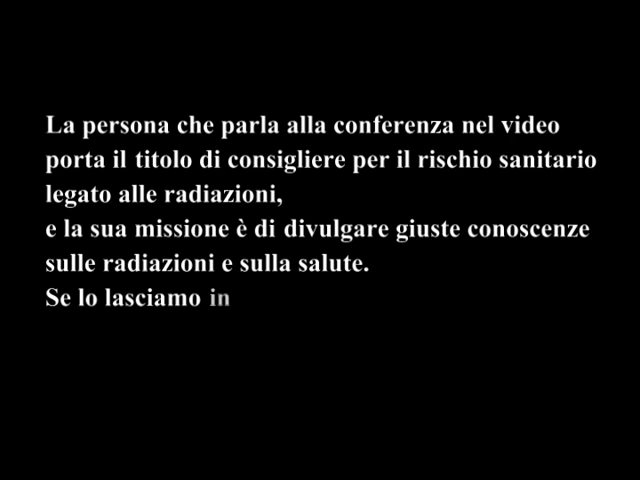 La persona che parla alla conferenza nel video
porta il titolo di consigliere per il rischio sanitario
legato alle radiazioni,
e la sua missione è di divulgare giuste conoscenze
sulle radiazioni e sulla salute.
Se lo lasciamo in